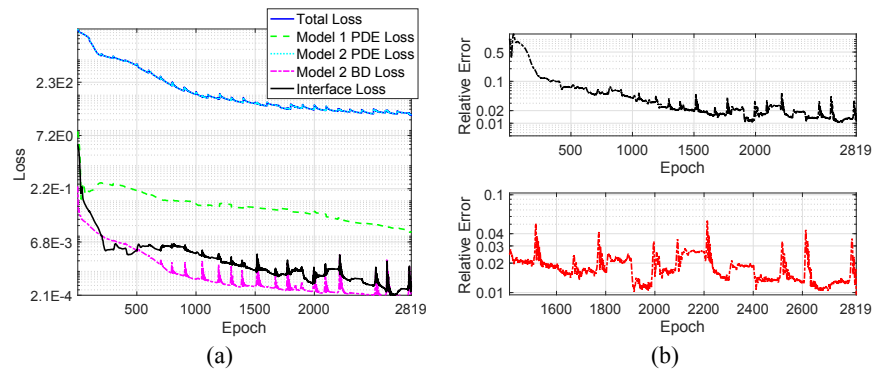 Total Loss
Model 1 PDE Loss
Model 2 PDE Loss
Model 2 BD Loss
Interface Loss
2.3E2
7.2E0
2.2E-1
6.8E-3
2.1E-4
Loss
500
1000
1500
2000
2819
Epoch
(a)
0.5
0.1
0.02
0.01
Relative Error
500
1000
1500
2000
2819
Epoch
0.1
0.04
0.03
0.02
0.01
Relative Error
1600
1800
2000
2200
2400
2600
2819
Epoch
(b)